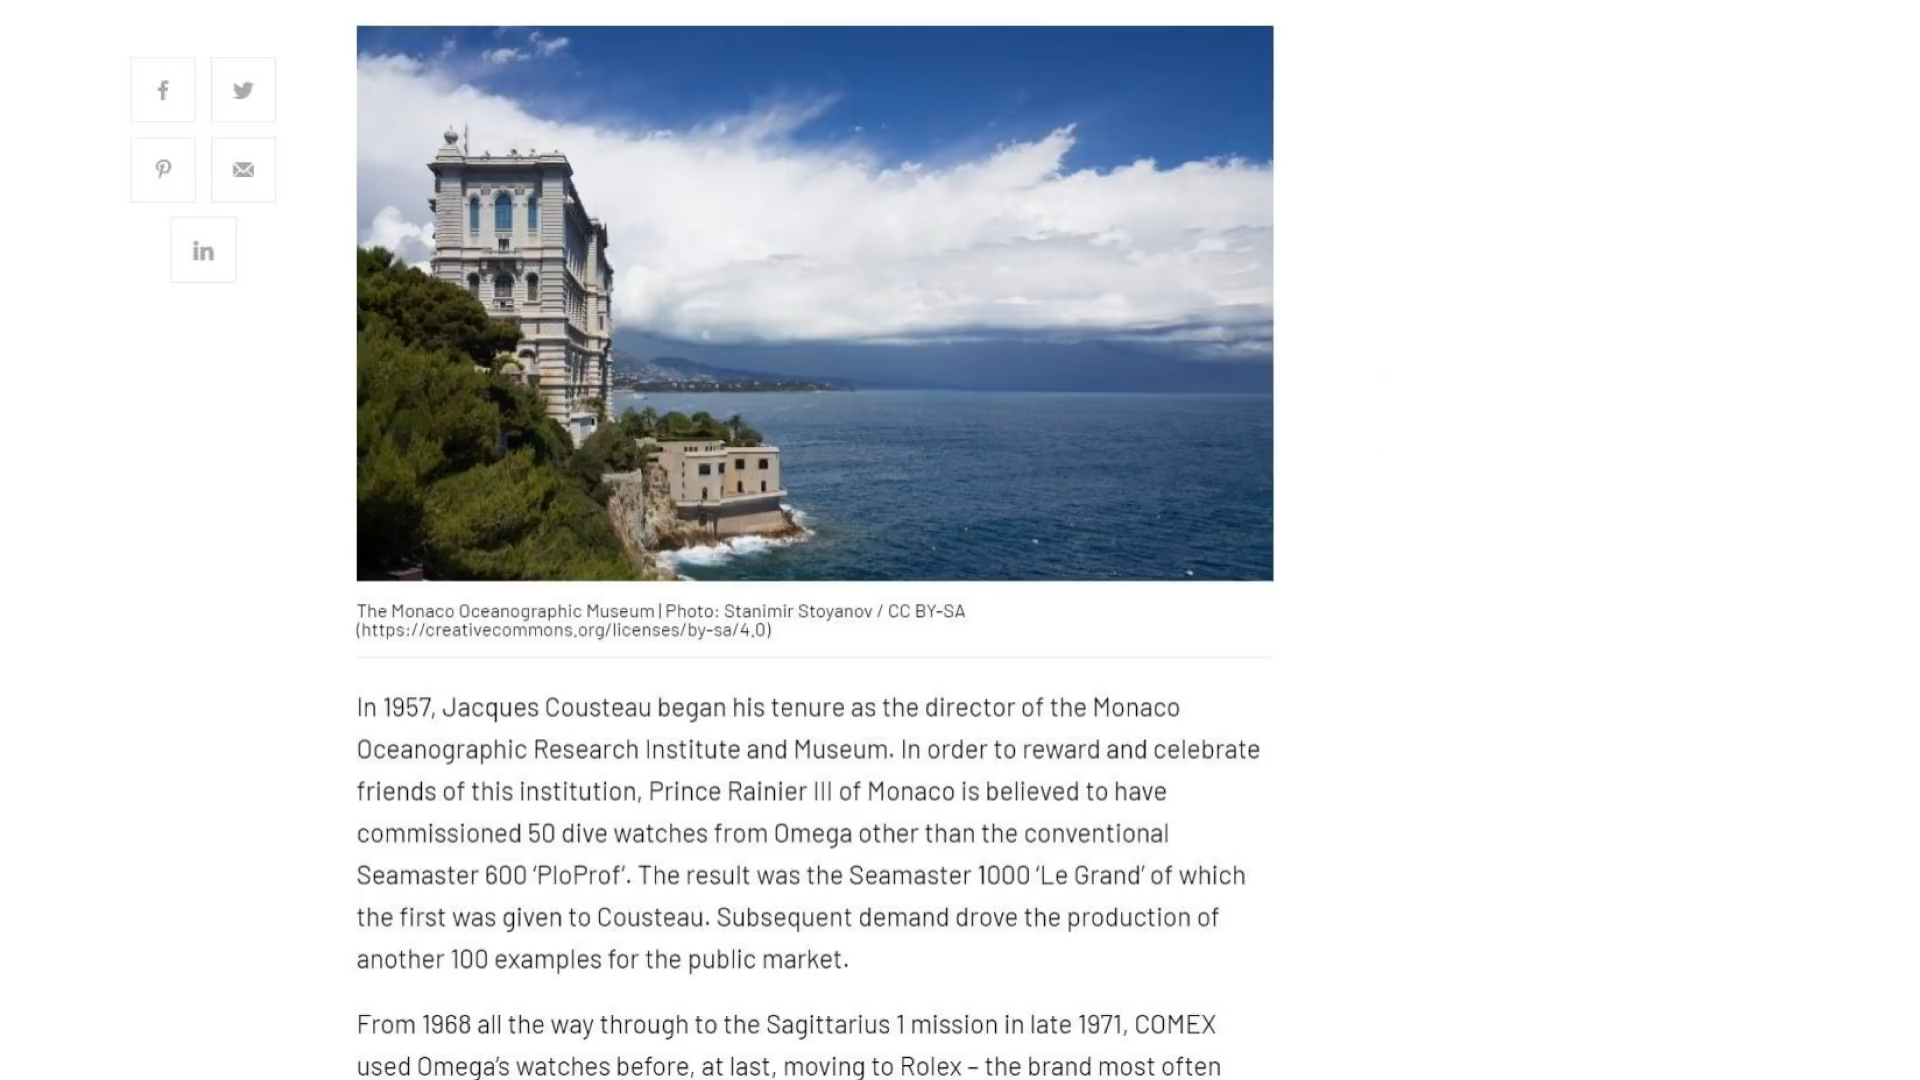 in
The Monaco Oceanographic Museum | Photo: Stanimir Stoyanov / CC BY-SA
(https://creativecommons.org/licenses/by-sa/4.0)
In 1957, Jacques Cousteau began his tenure as the director of the Monaco
Oceanographic Research Institute and Museum. In order to reward and celebrate
friends of this institution, Prince Rainier III of Monaco is believed to have
commissioned 50 dive watches from Omega other than the conventional
Seamaster 600 ‘PloProf’. The result was the Seamaster 1000 ‘Le Grand’ of which
the first was given to Cousteau. Subsequent demand drove the production of
another 100 examples for the public market.
From 1968 all the way through to the Sagittarius 1 mission in late 1971, COMEX
used Omega’s watches before, at last, moving to Rolex – the brand most often